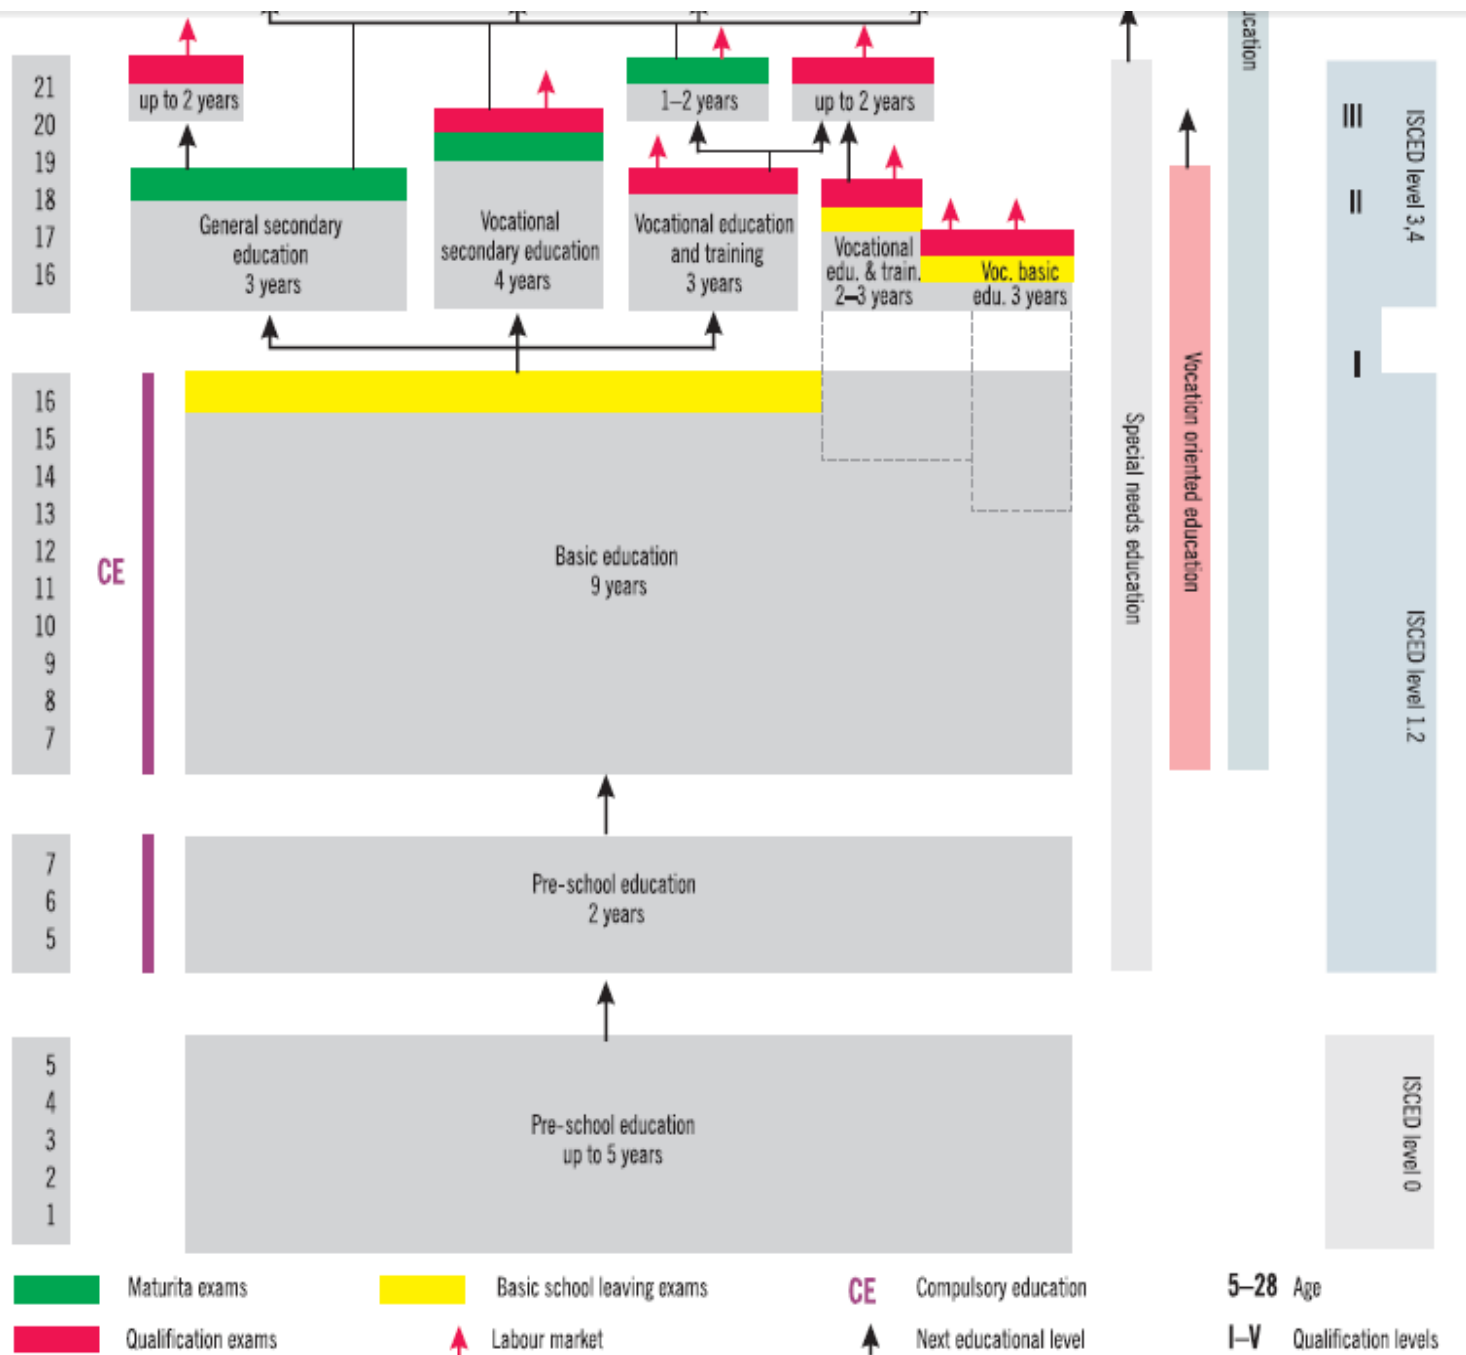 ucation
21
20
19
18
17
16
up to 2 years
1–2 years
up to 2 years
General secondary
education
3 years
Vocational
secondary education
4 years
Vocational education
and training
3 years
Vocational
edu. & train.
2–3 years
Voc. basic
edu. 3 years
III
II
I
ISCED level 3,4
16
15
14
13
12
11
10
9
8
7
CE
Basic education
9 years
Special needs education
Vocation oriented education
ISCED level 1.2
7
6
5
Pre-school education
2 years
5
4
3
2
1
Pre-school education
up to 5 years
ISCED level 0
Maturita exams
Basic school leaving exams
CE Compulsory education
5–28 Age
Qualification exams
Labour market
Next educational level
I–V Qualification levels